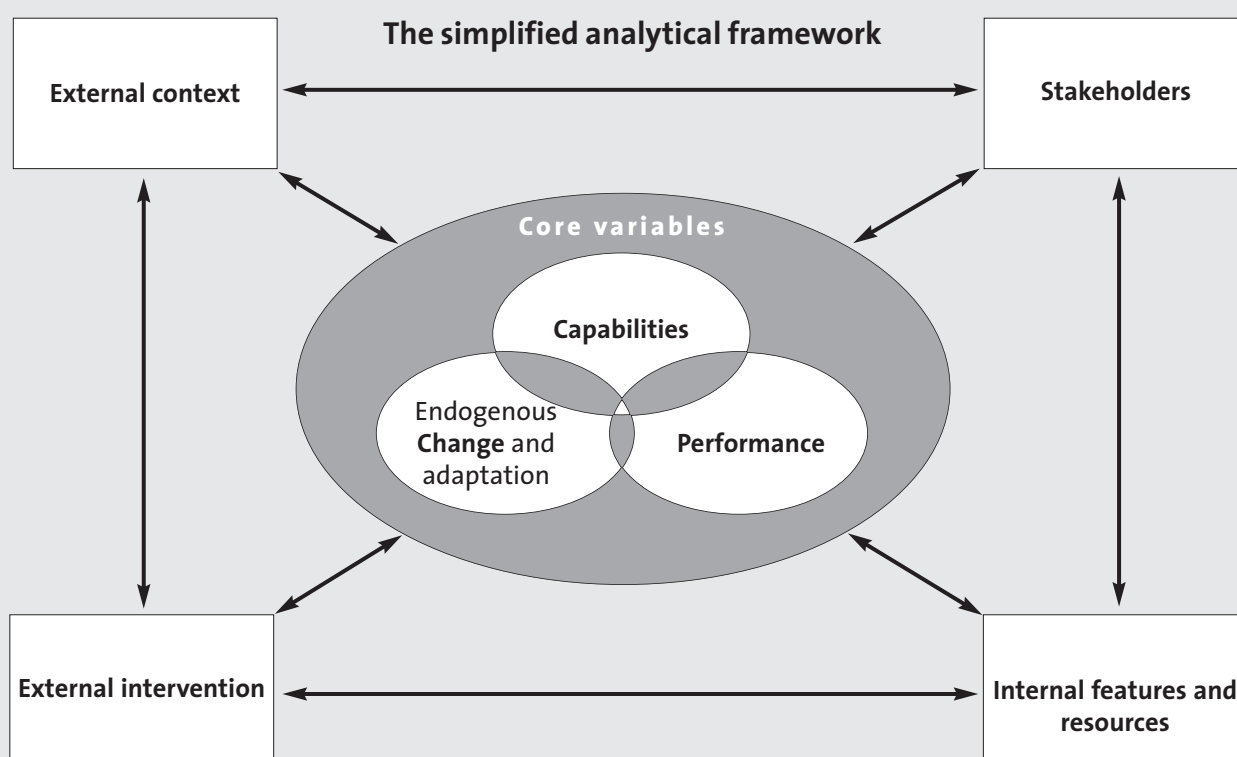 The simplified analytical framework
External context
Stakeholders
Core variables
Capabilities
Endogenous
Change and
adaptation
Performance
External intervention
Internal features and
resources